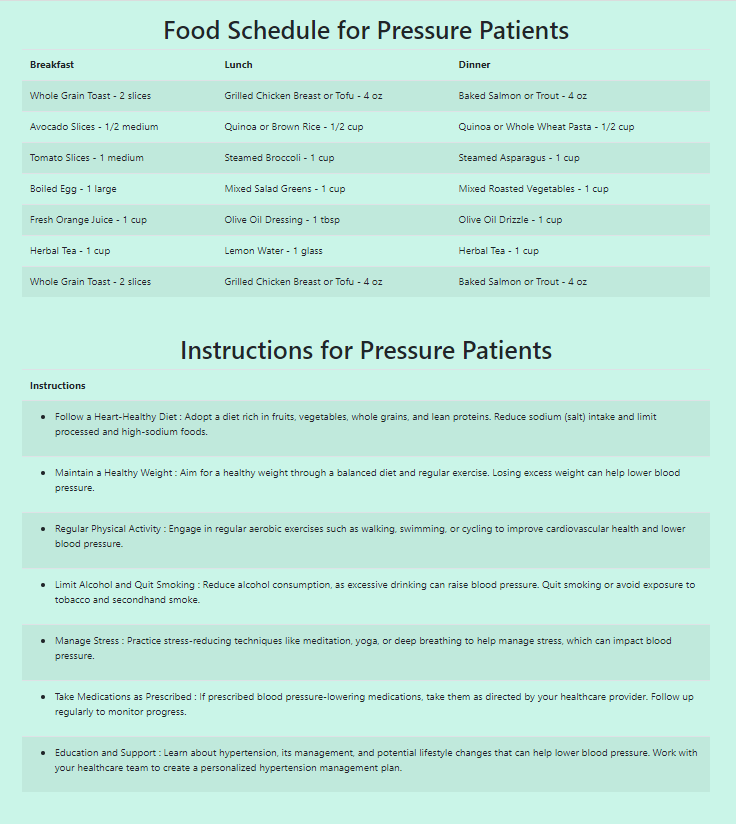 Food Schedule for Pressure Patients
Breakfast Lunch Dinner
Whole Grain Toast - 2 slices Grilled Chicken Breast or Tofu - 4 oz Baked Salmon or Trout - 4 oz
Avocado Slices - 1/2 medium Quinoa or Brown Rice - 1/2 cup Quinoa or Whole Wheat Pasta - 1/2 cup
Tomato Slices - 1 medium Steamed Broccoli - 1 cup Steamed Asparagus - 1 cup
Boiled Egg - 1 large Mixed Salad Greens - 1 cup Mixed Roasted Vegetables - 1 cup
Fresh Orange Juice - 1 cup Olive Oil Dressing - 1 tbsp Olive Oil Drizzle - 1 cup
Herbal Tea - 1 cup Lemon Water - 1 glass Herbal Tea - 1 cup
Whole Grain Toast - 2 slices Grilled Chicken Breast or Tofu - 4 oz Baked Salmon or Trout - 4 oz
Instructions for Pressure Patients
Instructions
• Follow a Heart-Healthy Diet : Adopt a diet rich in fruits, vegetables, whole grains, and lean proteins. Reduce sodium (salt) intake and limit
processed and high-sodium foods.
• Maintain a Healthy Weight : Aim for a healthy weight through a balanced diet and regular exercise. Losing excess weight can help lower blood
pressure.
• Regular Physical Activity : Engage in regular aerobic exercises such as walking, swimming, or cycling to improve cardiovascular health and lower
blood pressure.
• Limit Alcohol and Quit Smoking : Reduce alcohol consumption, as excessive drinking can raise blood pressure. Quit smoking or avoid exposure to
tobacco and secondhand smoke.
• Manage Stress : Practice stress-reducing techniques like meditation, yoga, or deep breathing to help manage stress, which can impact blood
pressure.
• Take Medications as Prescribed : If prescribed blood pressure-lowering medications, take them as directed by your healthcare provider. Follow up
regularly to monitor progress.
• Education and Support : Learn about hypertension, its management, and potential lifestyle changes that can help lower blood pressure. Work with
your healthcare team to create a personalized hypertension management plan.